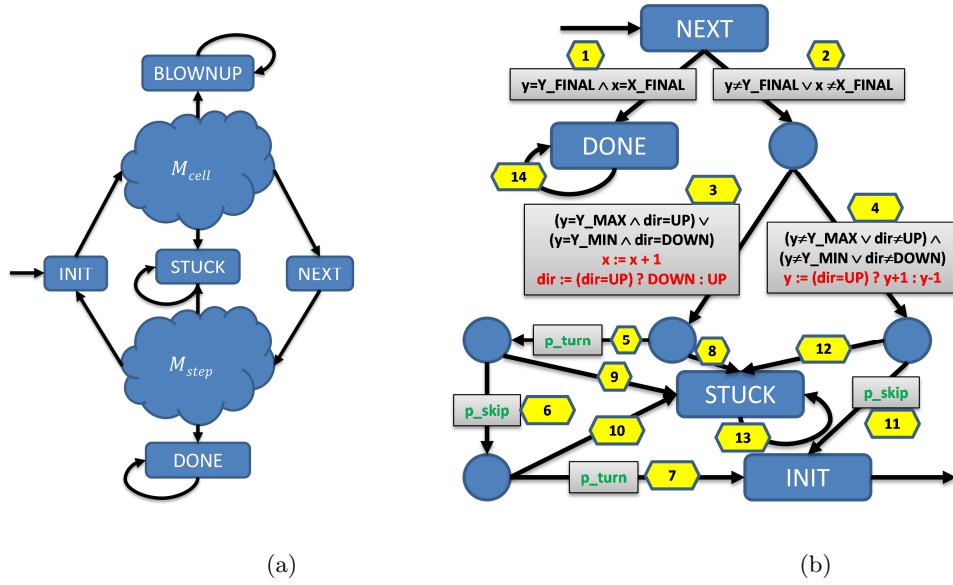 BLOWNUP
M_cell
INIT
STUCK
NEXT
M_step
DONE
(a)
NEXT
1
2
y=Y_FINAL ∧ x=X_FINAL
y≠Y_FINAL ∨ x ≠X_FINAL
DONE
14
3
4
(y=Y_MAX ∧ dir=UP) ∨
(y=Y_MIN ∧ dir=DOWN)
x := x + 1
dir := (dir=UP) ? DOWN : UP
(y≠Y_MAX ∨ dir≠UP) ∧
(y≠Y_MIN ∨ dir≠DOWN)
y := (dir=UP) ? y+1 : y-1
p_turn
5
8
12
9
STUCK
p_skip
6
10
13
p_skip
11
p_turn
7
INIT
(b)